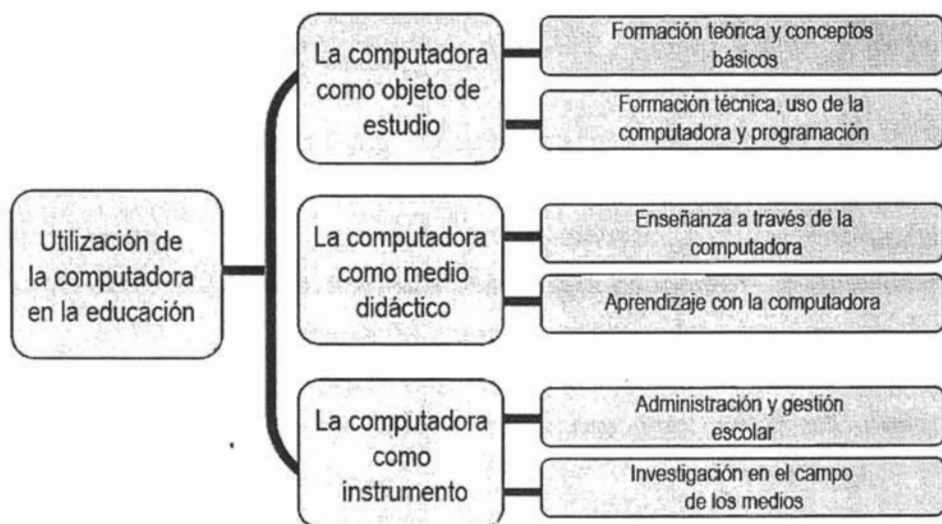 Utilización de
la computadora
en la educación
La computadora
como objeto de
estudio
Formación teórica y conceptos
básicos
Formación técnica, uso de la
computadora y programación
La computadora
como medio
didáctico
Enseñanza a través de la
computadora
Aprendizaje con la computadora
La computadora
como
instrumento
Administración y gestión
escolar
Investigación en el campo
de los medios